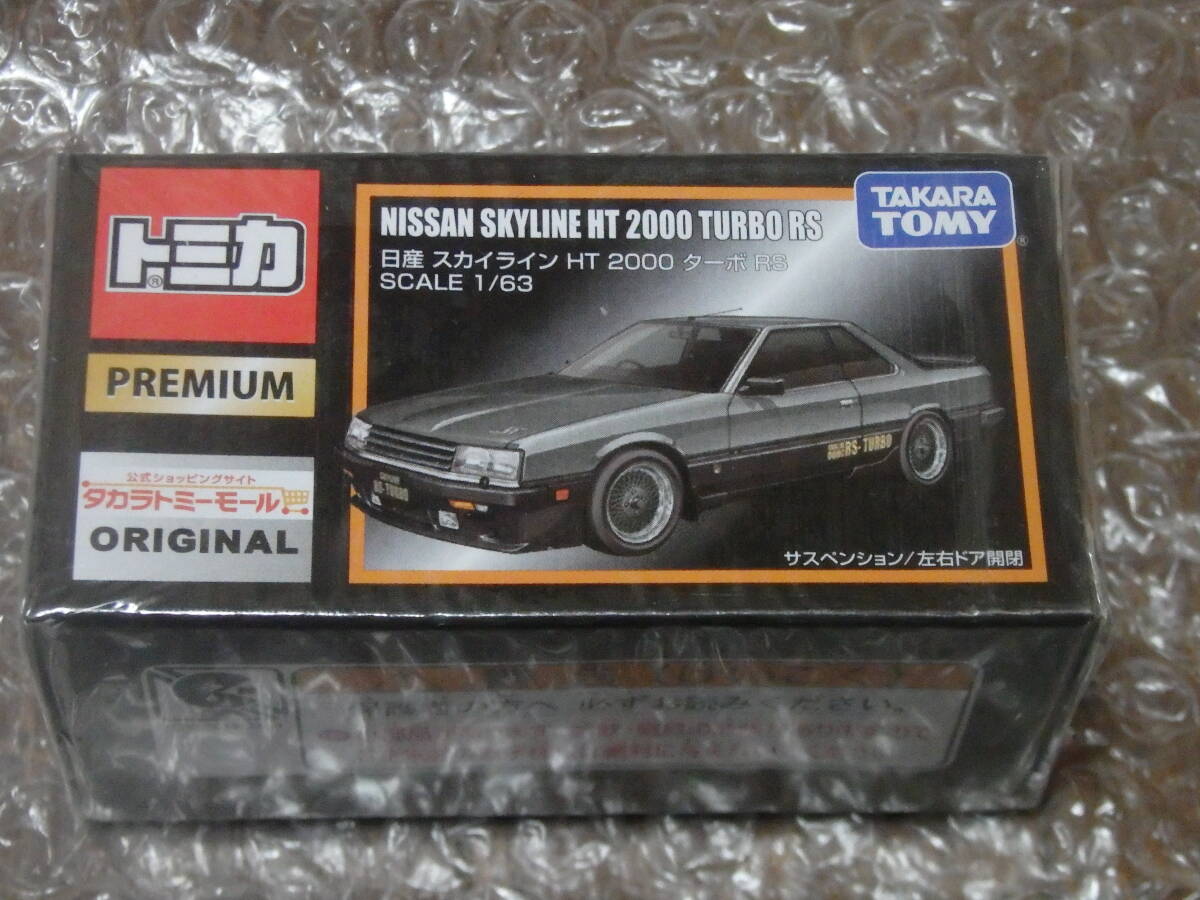 トミカ
®
PREMIUM
公式ショッピングサイト
タカラトミーモール
ORIGINAL
NISSAN SKYLINE HT 2000 TURBO RS
日産 スカイライン HT 2000 ターボ RS
SCALE 1/63
TAKARA
TOMY
®
RS-TURBO
RS-TURBO
サスペンション/左右ドア開閉
必ずお読みください。